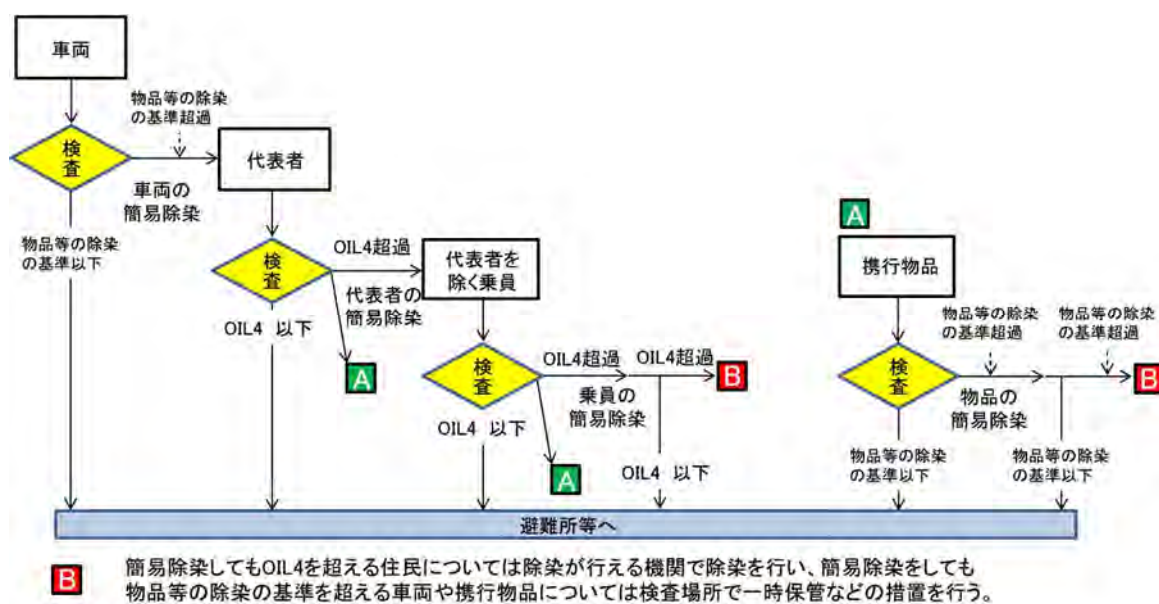 車両
物品等の除染
の基準超過
検
査
代表者
車両の
簡易除染
物品等の除染
の基準以下
検
査
OIL4超過
代表者の
簡易除染
OIL4 以下
A
代表者を
除く乗員
検
査
OIL4超過
乗員の
簡易除染
OIL4超過
B
OIL4 以下
A
OIL4 以下
A
携行物品
検
査
物品等の除染
の基準超過
物品の
簡易除染
物品等の除染
の基準超過
B
物品等の除染
の基準以下
物品等の除染
の基準以下
避難所等へ
B
簡易除染してもOIL4を超える住民については除染が行える機関で除染を行い、簡易除染をしても
物品等の除染の基準を超える車両や携行物品については検査場所で一時保管などの措置を行う。